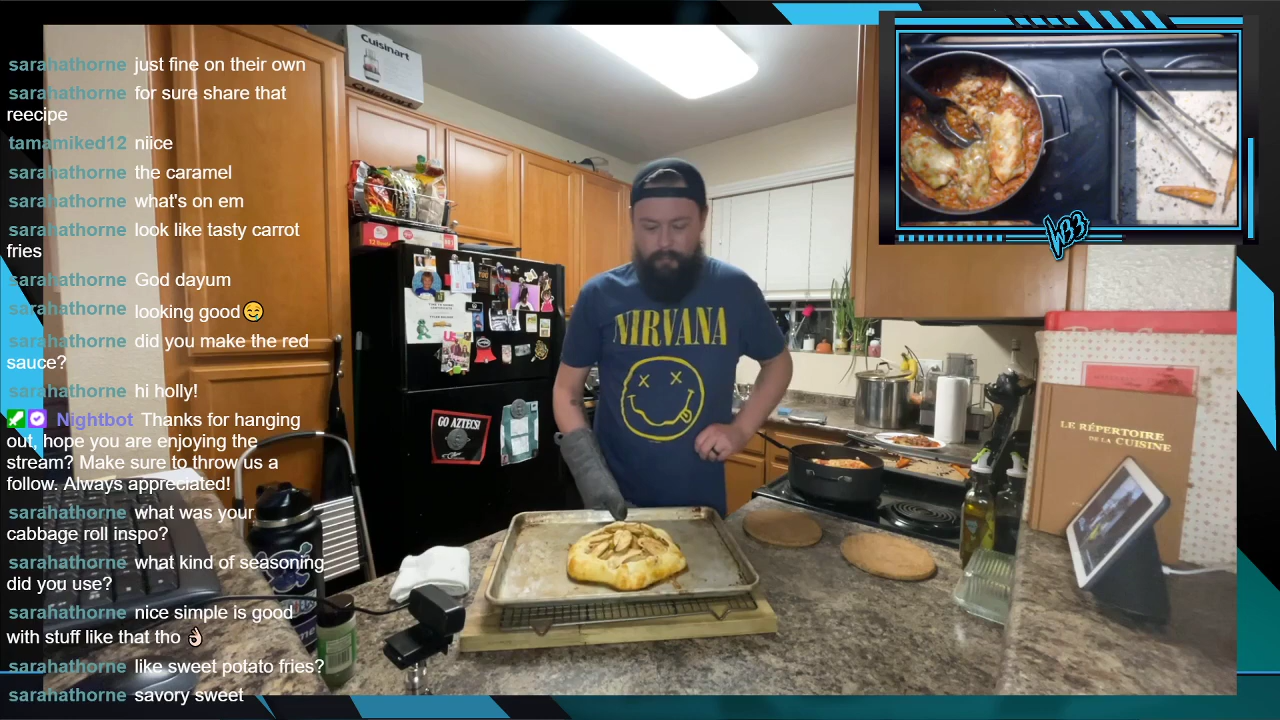 sarahathorne just fine on their own
sarahathorne for sure share that
reecipe
tamamiked12 niice
sarahathorne the caramel
sarahathorne what's on em
sarahathorne look like tasty carrot
fries
sarahathorne God dayum
sarahathorne looking good
sarahathorne did you make the red
sauce?
sarahathorne hi holly!
Nightbot Thanks for hanging
out, hope you are enjoying the
stream? Make sure to throw us a
follow. Always appreciated!
sarahathorne what was your
cabbage roll inspo?
sarahathorne what kind of seasoning
did you use?
sarahathorne nice simple is good
with stuff like that tho
sarahathorne like sweet potato fries?
sarahathorne savory sweet
Cuisinart
Cuisinart
NIRVANA
GO AZTECS!
LE RÉPERTOIRE
DE LA CUISINE